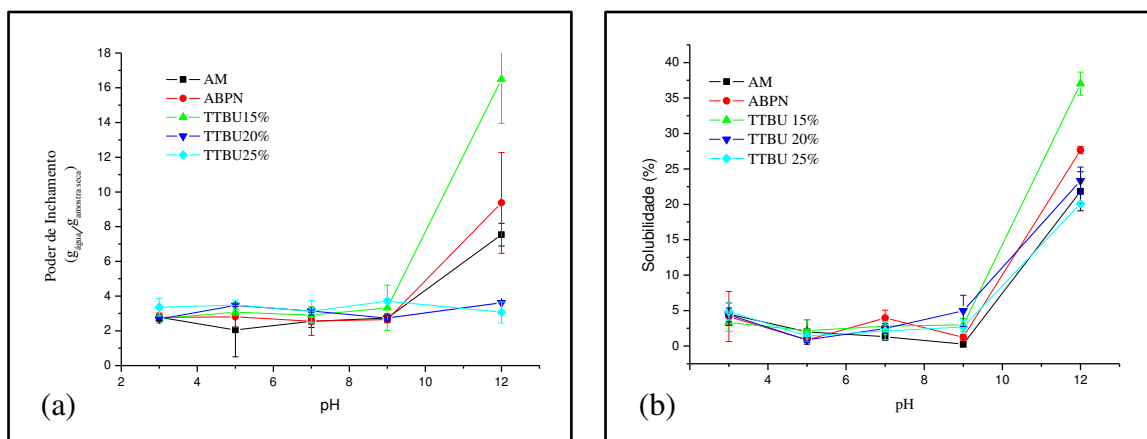 18
16
14
12
10
8
6
4
2
0
Poder de Inchamento
(g água/g amostra seca)
AM
ABPN
TTBU15%
TTBU20%
TTBU25%
2 4 6 8 10 12
pH
(a)
40
35
30
25
20
15
10
5
0
Solubilidade (%)
AM
ABPN
TTBU 15%
TTBU 20%
TTBU 25%
4 6 8 10 12
pH
(b)